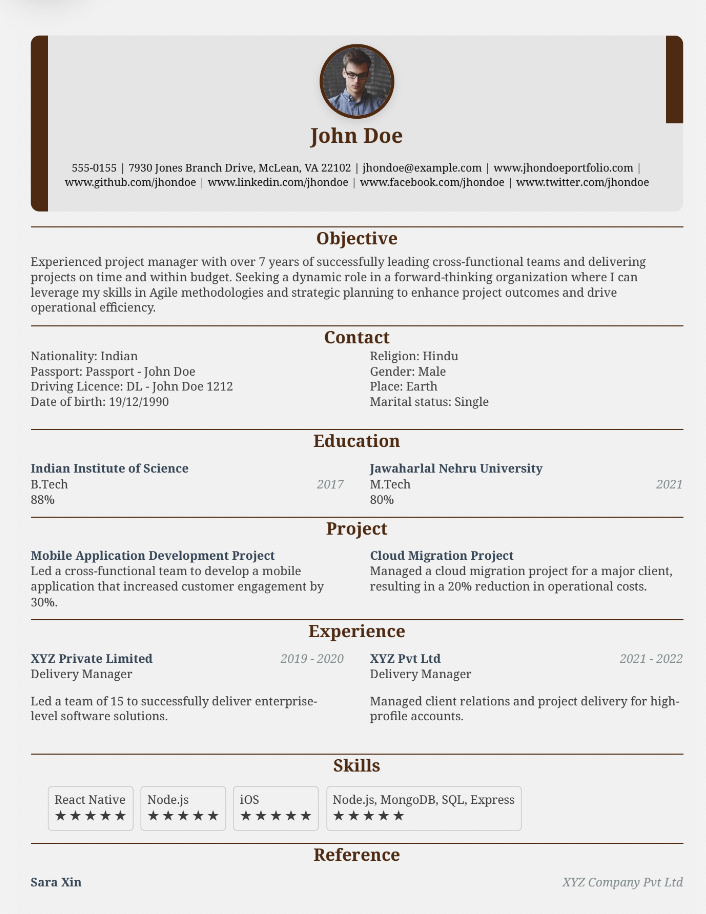 John Doe
555-0155 | 7930 Jones Branch Drive, McLean, VA 22102 | jhondoe@example.com | www.jhondoeportfolio.com |
www.github.com/jhondoe | www.linkedin.com/jhondoe | www.facebook.com/jhondoe | www.twitter.com/jhondoe
Objective
Experienced project manager with over 7 years of successfully leading cross-functional teams and delivering
projects on time and within budget. Seeking a dynamic role in a forward-thinking organization where I can
leverage my skills in Agile methodologies and strategic planning to enhance project outcomes and drive
operational efficiency.
Contact
Nationality: Indian
Passport: Passport - John Doe
Driving Licence: DL - John Doe 1212
Date of birth: 19/12/1990
Religion: Hindu
Gender: Male
Place: Earth
Marital status: Single
Education
Indian Institute of Science
B.Tech 2017
88%
Jawaharlal Nehru University
M.Tech 2021
80%
Project
Mobile Application Development Project
Led a cross-functional team to develop a mobile
application that increased customer engagement by
30%.
Cloud Migration Project
Managed a cloud migration project for a major client,
resulting in a 20% reduction in operational costs.
Experience
XYZ Private Limited 2019 - 2020
Delivery Manager
Led a team of 15 to successfully deliver enterprise-
level software solutions.
XYZ Pvt Ltd 2021 - 2022
Delivery Manager
Managed client relations and project delivery for high-
profile accounts.
Skills
React Native
★★★★★
Node.js
★★★★★
iOS
★★★★★
Node.js, MongoDB, SQL, Express
★★★★★
Reference
Sara Xin XYZ Company Pvt Ltd